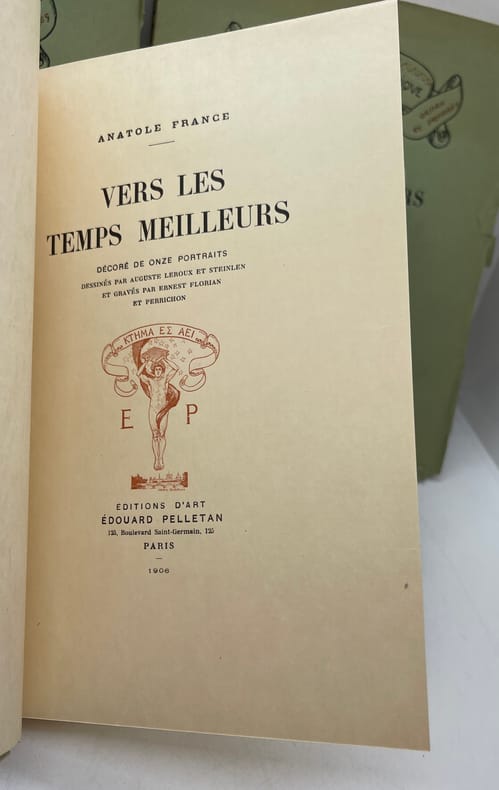 ANATOLE FRANCE
VERS LES
TEMPS MEILLEURS
DÉCORÉ DE ONZE PORTRAITS
DESSINÉS PAR AUGUSTE LEROUX ET STEINLEN
ET GRAVÉS PAR ERNEST FLORIAN
ET PERRICHON
ΚΤΗΜΑ ΕΣ ΑΕΙ
E P
EDITIONS D'ART
ÉDOUARD PELLETAN
125, Boulevard Saint-Germain, 125
PARIS
1906